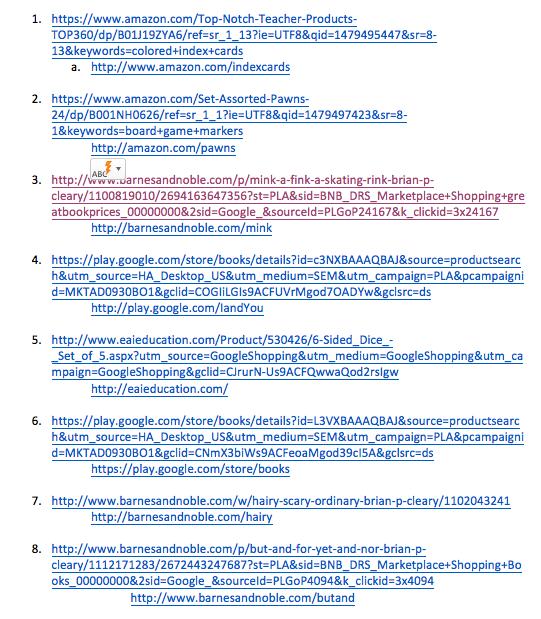 1. https://www.amazon.com/Top-Notch-Teacher-Products-
TOP360/dp/B01J19ZYA6/ref=sr_1_13?ie=UTF8&qid=1479495447&sr=8-
13&keywords=colored+index+cards
a. http://www.amazon.com/indexcards
2. https://www.amazon.com/Set-Assorted-Pawns-
24/dp/B001NH0626/ref=sr_1_1?ie=UTF8&qid=1479497423&sr=8-
1&keywords=board+game+markers
http://amazon.com/pawns
ABC
3. http://www.barnesandnoble.com/p/mink-a-fink-a-skating-rink-brian-p-
cleary/1100819010/2694163647356?st=PLA&sid=BNB_DRS_Marketplace+Shopping+gre
atbookprices_00000000&2sid=Google_&sourceId=PLGoP24167&k_clickid=3x24167
http://barnesandnoble.com/mink
4. https://play.google.com/store/books/details?id=c3NXBAAAQBAJ&source=productsearc
h&utm_source=HA_Desktop_US&utm_medium=SEM&utm_campaign=PLA&pcampaigni
d=MKTAD0930BO1&gclid=COGIiLGIs9ACFUVrMgod7OADYw&gclsrc=ds
http://play.google.com/landYou
5. http://www.eaieducation.com/Product/530426/6-Sided_Dice_-
_Set_of_5.aspx?utm_source=GoogleShopping&utm_medium=GoogleShopping&utm_ca
mpaign=GoogleShopping&gclid=CJrurN-Us9ACFQwwaQod2rsIgw
http://eaieducation.com/
6. https://play.google.com/store/books/details?id=L3VXBAAAQBAJ&source=productsearc
h&utm_source=HA_Desktop_US&utm_medium=SEM&utm_campaign=PLA&pcampaigni
d=MKTAD0930BO1&gclid=CNmX3biWs9ACFeoaMgod39cI5A&gclsrc=ds
https://play.google.com/store/books
7. http://www.barnesandnoble.com/w/hairy-scary-ordinary-brian-p-cleary/1102043241
http://barnesandnoble.com/hairy
8. http://www.barnesandnoble.com/p/but-and-for-yet-and-nor-brian-p-
cleary/1112171283/2672443247687?st=PLA&sid=BNB_DRS_Marketplace+Shopping+Bo
oks_00000000&2sid=Google_&sourceId=PLGoP4094&k_clickid=3x4094
http://www.barnesandnoble.com/butand